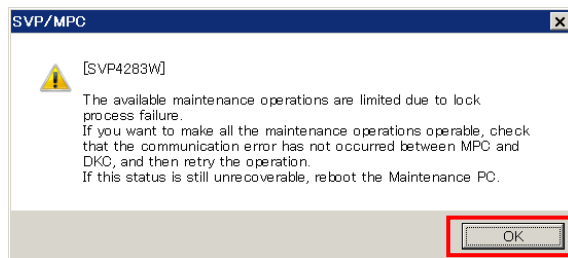 SVP/MPC
[SVP4283W]
The available maintenance operations are limited due to lock
process failure.
If you want to make all the maintenance operations operable, check
that the communication error has not occurred between MPC and
DKC, and then retry the operation.
If this status is still unrecoverable, reboot the Maintenance PC.
OK